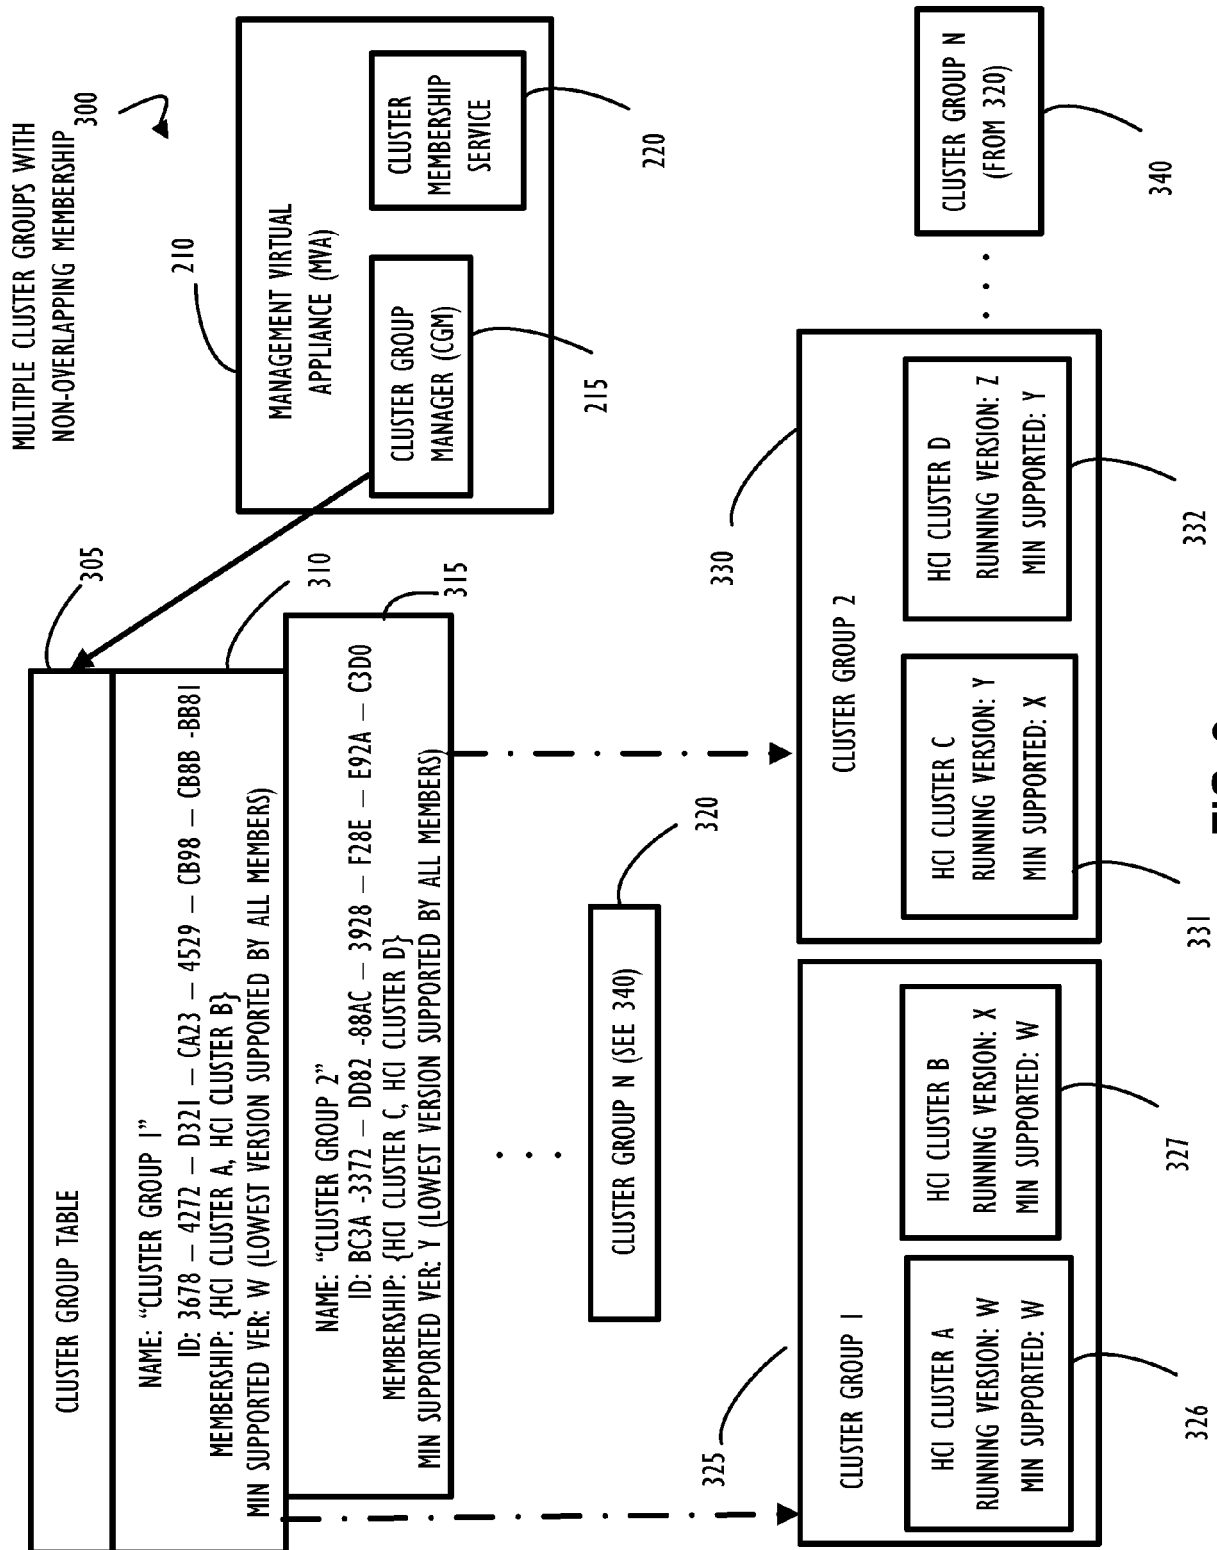 MULTIPLE CLUSTER GROUPS WITH
NON-OVERLAPPING MEMBERSHIP
300
CLUSTER GROUP TABLE
305
NAME: “CLUSTER GROUP 1”
ID: 3678 – 4272 – D321 – CA23 – 4529 – CB98 – CB8B -BB81
MEMBERSHIP: {HCI CLUSTER A, HCI CLUSTER B}
MIN SUPPORTED VER: W (LOWEST VERSION SUPPORTED BY ALL MEMBERS)
310
NAME: “CLUSTER GROUP 2”
ID: BC3A -3372 – DD82 -88AC – 3928 – F28E – E92A – C3D0
MEMBERSHIP: {HCI CLUSTER C, HCI CLUSTER D}
MIN SUPPORTED VER: Y (LOWEST VERSION SUPPORTED BY ALL MEMBERS)
315
. . .
CLUSTER GROUP N (SEE 340)
320
210
MANAGEMENT VIRTUAL
APPLIANCE (MVA)
CLUSTER GROUP
MANAGER (CGM)
215
CLUSTER
MEMBERSHIP
SERVICE
220
325
CLUSTER GROUP 1
HCI CLUSTER A
RUNNING VERSION: W
MIN SUPPORTED: W
326
HCI CLUSTER B
RUNNING VERSION: X
MIN SUPPORTED: W
327
330
CLUSTER GROUP 2
HCI CLUSTER C
RUNNING VERSION: Y
MIN SUPPORTED: X
331
HCI CLUSTER D
RUNNING VERSION: Z
MIN SUPPORTED: Y
332
. . .
CLUSTER GROUP N
(FROM 320)
340